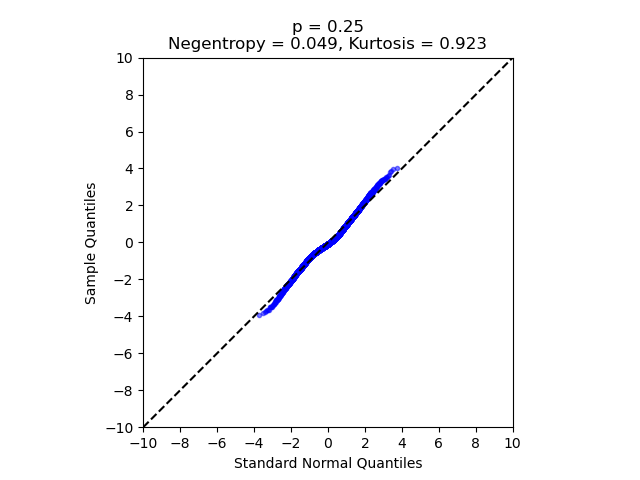 p = 0.25
Negentropy = 0.049, Kurtosis = 0.923
10
8
6
4
2
0
−2
−4
−6
−8
−10
Sample Quantiles
−10 −8 −6 −4 −2 0 2 4 6 8 10
Standard Normal Quantiles